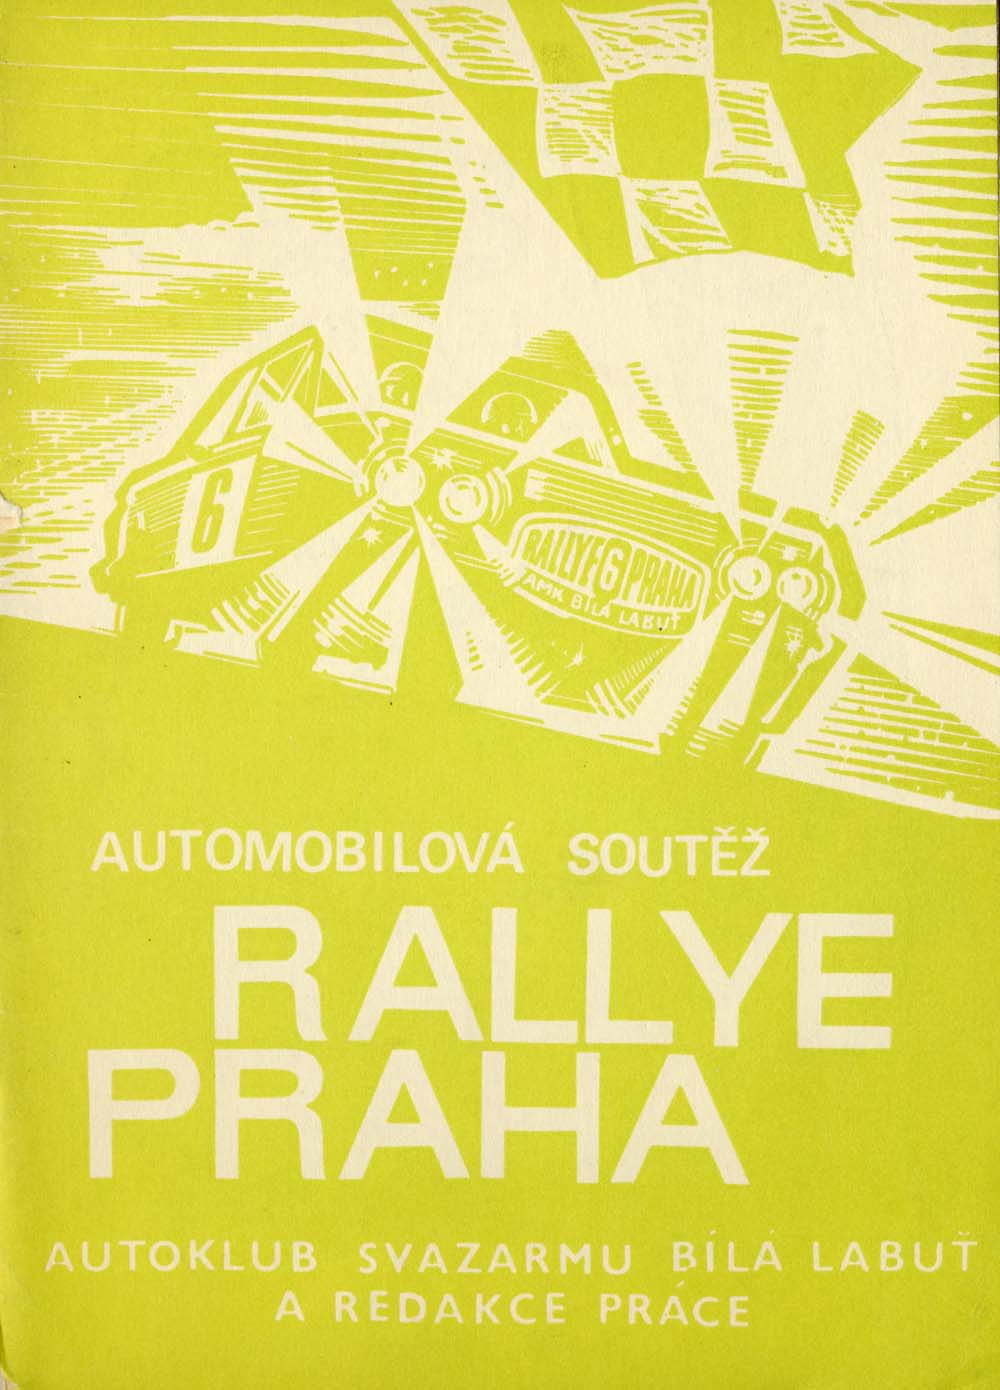 6
RALLYE 6 PRAHA
AMK BÍLÁ LABUŤ
AUTOMOBILOVÁ SOUTĚŽ
RALLYE
PRAHA
AUTOKLUB SVAZARMU BÍLÁ LABUŤ
A REDAKCE PRÁCE